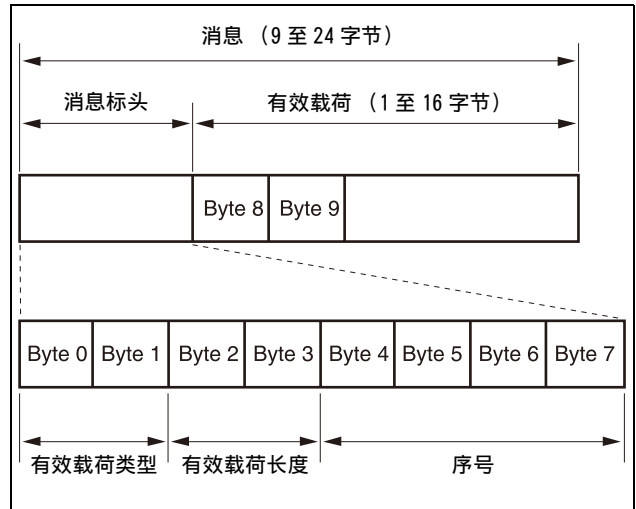 消息 （9 至 24 字节）
消息标头 有效载荷 （1 至 16 字节）
Byte 8 Byte 9
Byte 0 Byte 1 Byte 2 Byte 3 Byte 4 Byte 5 Byte 6 Byte 7
有效载荷类型 有效载荷长度 序号